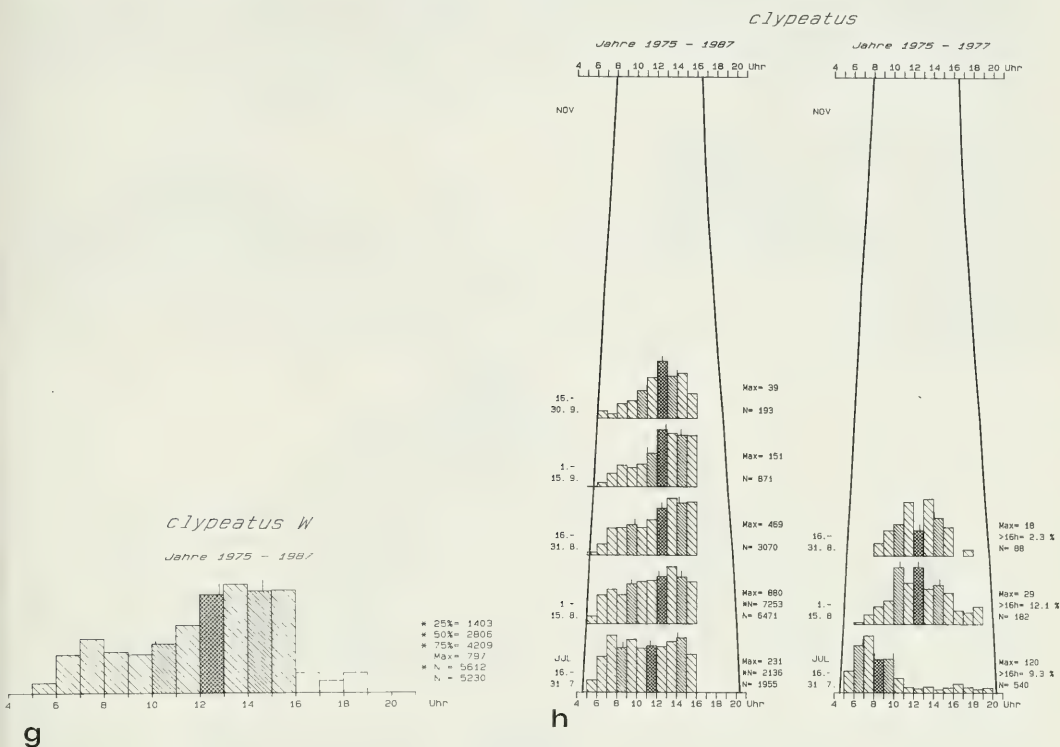 clypeatus
Jahre 1975 - 1987
4 6 8 10 12 14 16 18 20 Uhr
NOV
16.-
30. 9.
Max= 39
N= 193
1.-
15. 9.
Max= 151
N= 871
16.-
31. 8.
Max= 469
N= 3070
1 -
15. 8.
Max= 880
*N= 7253
N= 6471
JUL
16.-
31 7.
Max= 231
*N= 2136
N= 1955
4 6 8 10 12 14 16 18 20 Uhr
Jahre 1975 - 1977
4 6 8 10 12 14 16 18 20 Uhr
NOV
16.-
31. 8.
Max= 18
>16h= 2.3 %
N= 88
1.-
15. 8
Max= 29
>16h= 12.1 %
N= 182
JUL
16.-
31 7.
Max= 120
>16h= 9.3 %
N= 540
4 6 8 10 12 14 16 18 20 Uhr
h
clypeatus W
Jahre 1975 - 1987
* 25%= 1403
* 50%= 2806
* 75%= 4209
Max= 797
* N = 5612
N = 5230
4 6 8 10 12 14 16 18 20 Uhr
g